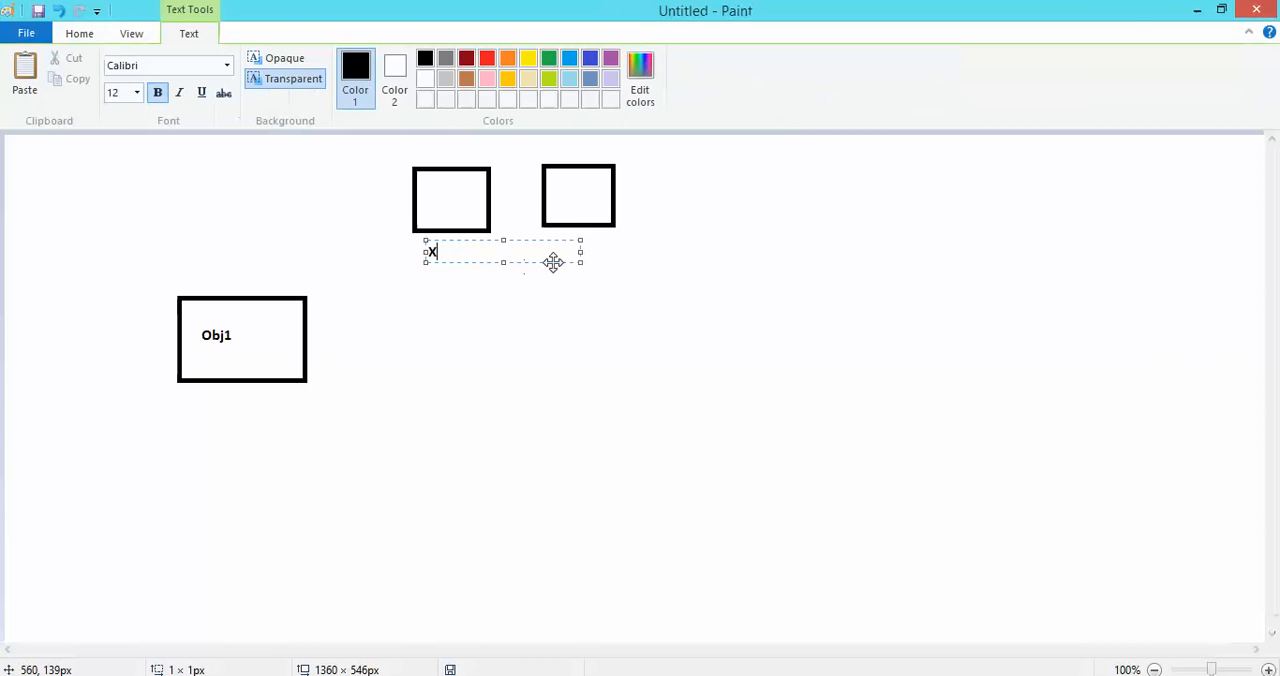 Text Tools
Untitled - Paint
File
Home
View
Text
Paste
Cut
Copy
Calibri
12
B
I
U
abc
Opaque
Transparent
Color
1
Color
2
Edit
colors
Clipboard
Font
Background
Colors
X
Obj1
560, 139px
1 × 1px
1360 × 546px
100%